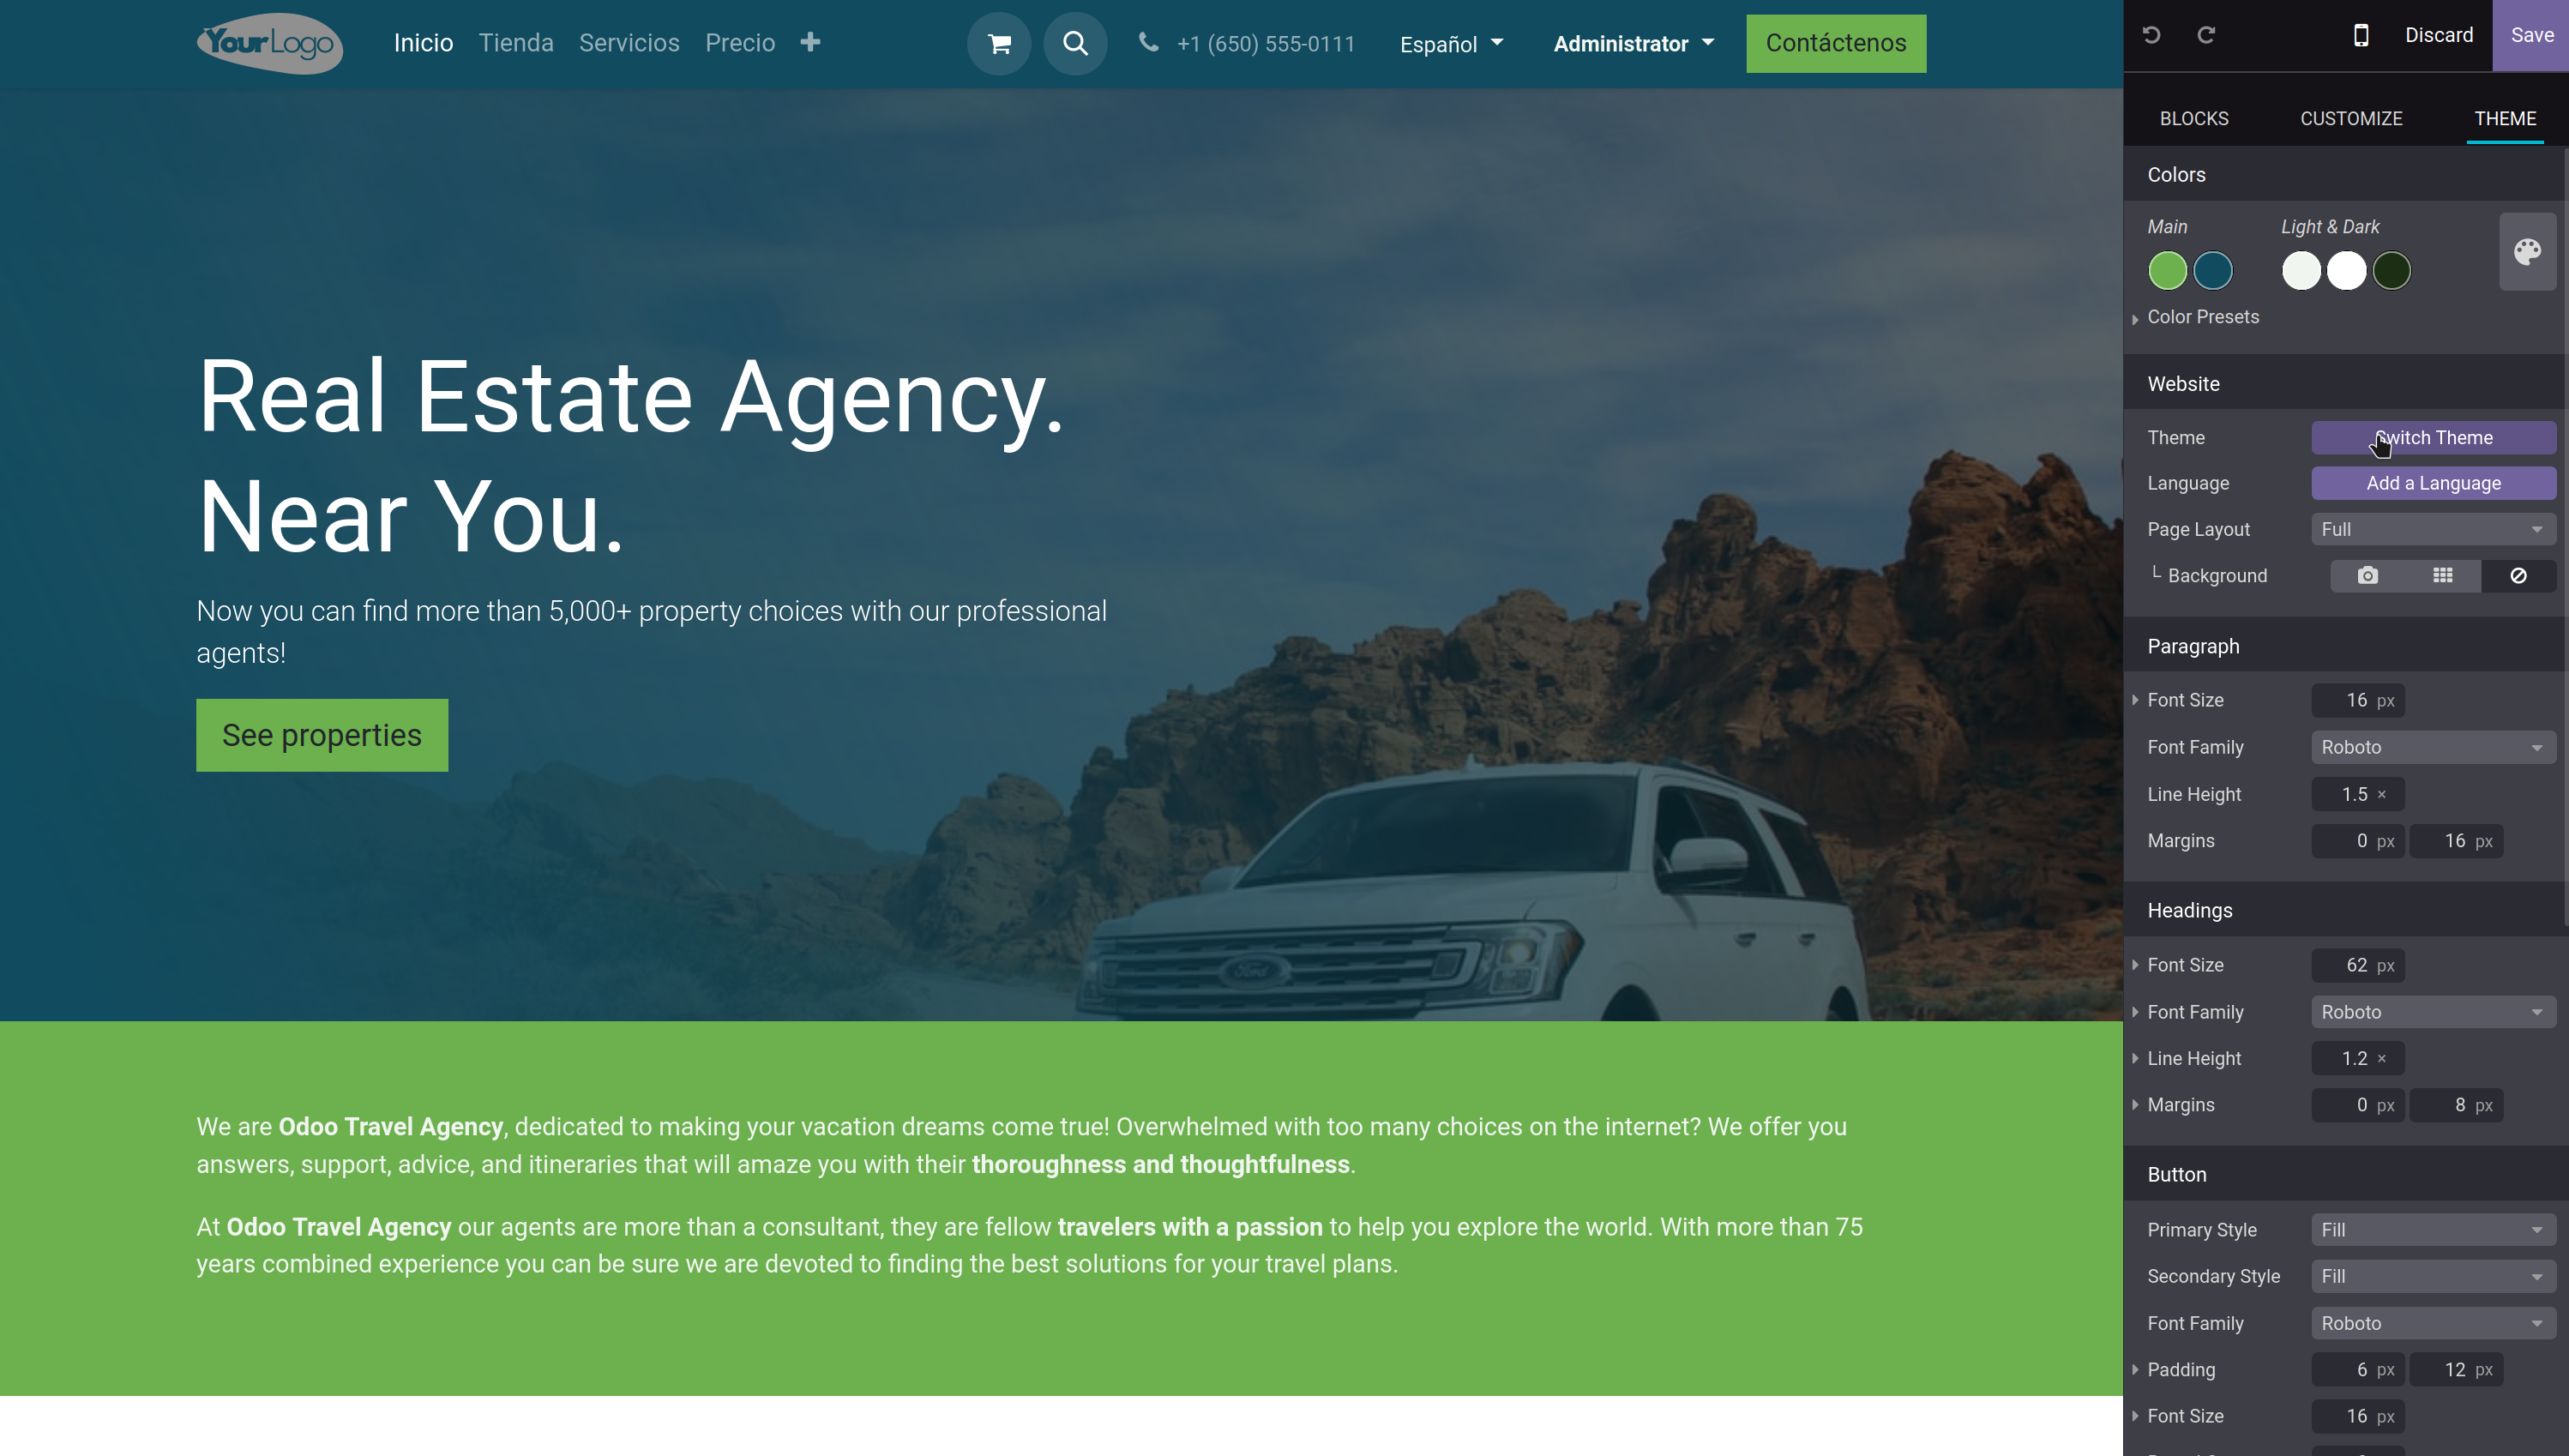 YourLogo
Inicio Tienda Servicios Precio
+1 (650) 555-0111
Español
Administrator
Contáctenos
Real Estate Agency.
Near You.
Now you can find more than 5,000+ property choices with our professional
agents!
See properties
Ford
We are Odoo Travel Agency, dedicated to making your vacation dreams come true! Overwhelmed with too many choices on the internet? We offer you
answers, support, advice, and itineraries that will amaze you with their thoroughness and thoughtfulness.
At Odoo Travel Agency our agents are more than a consultant, they are fellow travelers with a passion to help you explore the world. With more than 75
years combined experience you can be sure we are devoted to finding the best solutions for your travel plans.
Discard Save
BLOCKS CUSTOMIZE THEME
Colors
Main Light & Dark
Color Presets
Website
Theme Switch Theme
Language Add a Language
Page Layout Full
Background
Paragraph
Font Size 16 px
Font Family Roboto
Line Height 1.5 ×
Margins 0 px 16 px
Headings
Font Size 62 px
Font Family Roboto
Line Height 1.2 ×
Margins 0 px 8 px
Button
Primary Style Fill
Secondary Style Fill
Font Family Roboto
Padding 6 px 12 px
Font Size 16 px